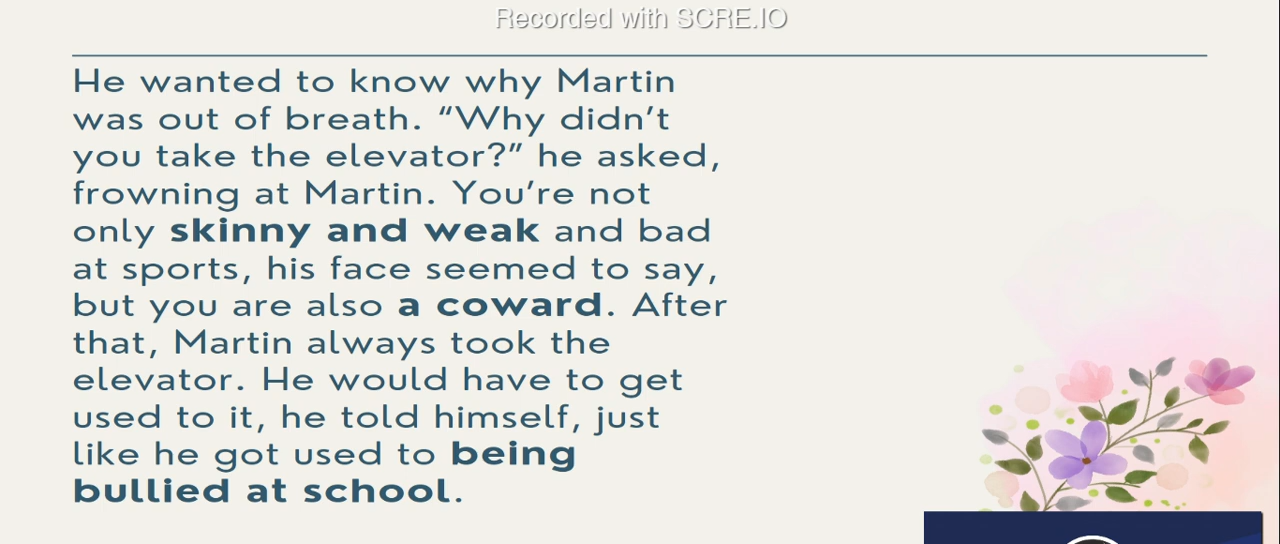 Recorded with SCRE.IO
He wanted to know why Martin
was out of breath. “Why didn’t
you take the elevator?” he asked,
frowning at Martin. You’re not
only skinny and weak and bad
at sports, his face seemed to say,
but you are also a coward. After
that, Martin always took the
elevator. He would have to get
used to it, he told himself, just
like he got used to being
bullied at school.